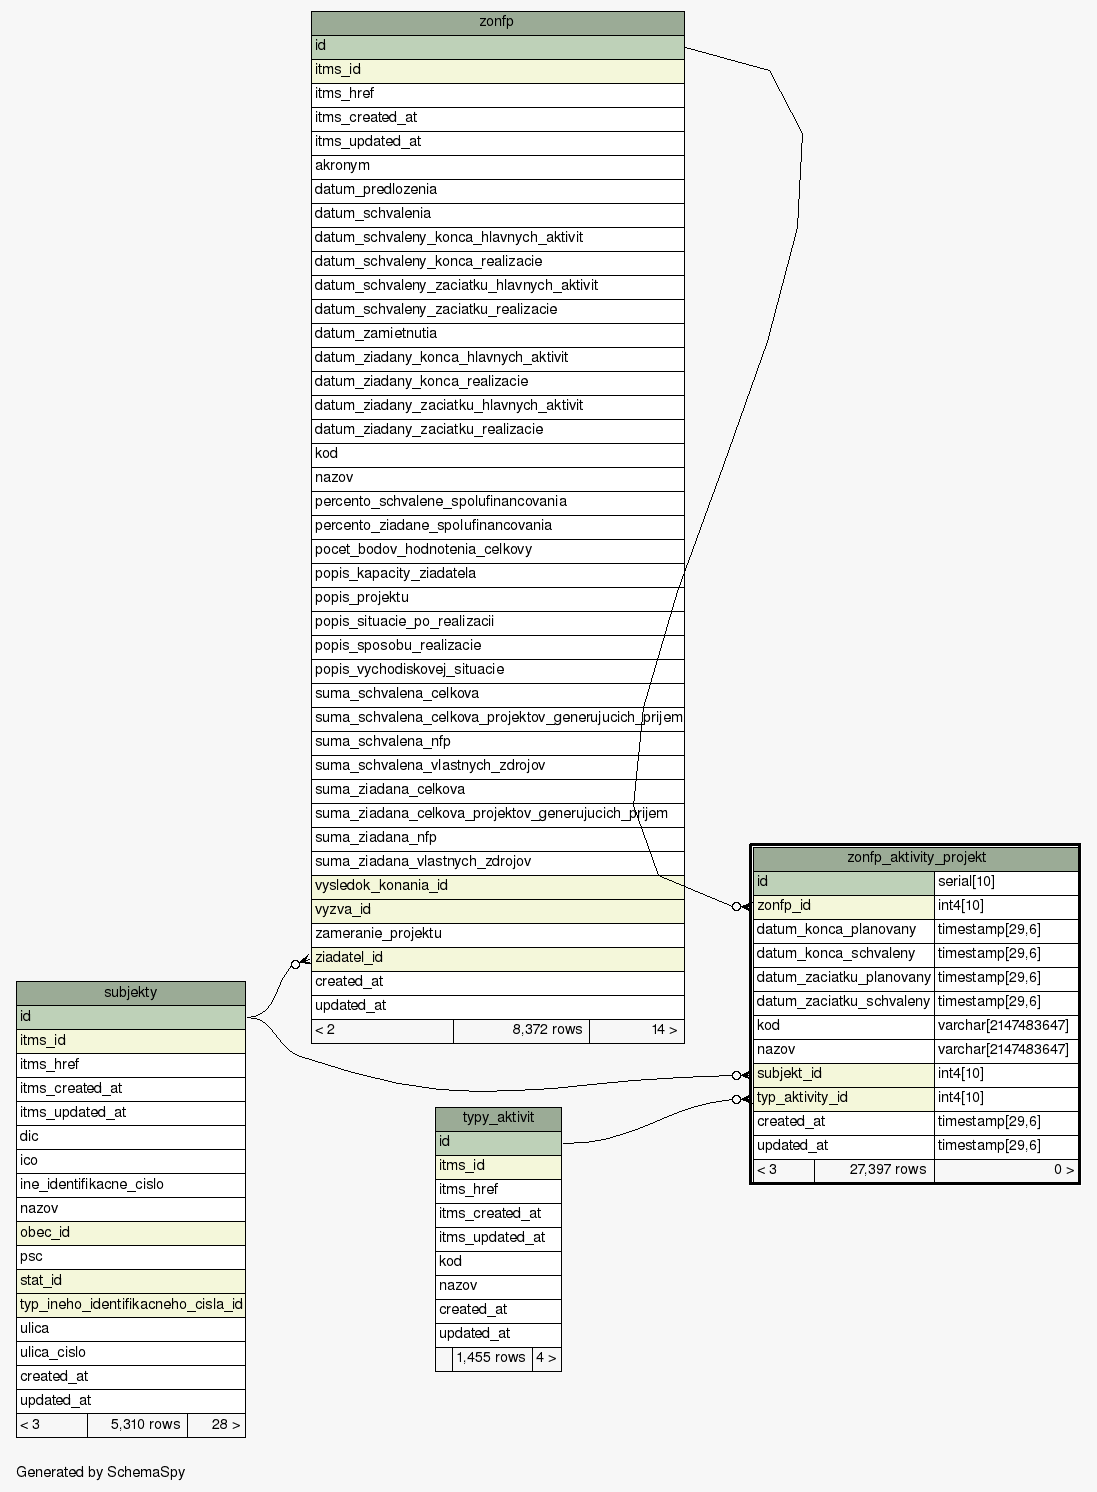 zonfp
id
itms_id
itms_href
itms_created_at
itms_updated_at
akronym
datum_predlozenia
datum_schvalenia
datum_schvaleny_konca_hlavnych_aktivit
datum_schvaleny_konca_realizacie
datum_schvaleny_zaciatku_hlavnych_aktivit
datum_schvaleny_zaciatku_realizacie
datum_zamietnutia
datum_ziadany_konca_hlavnych_aktivit
datum_ziadany_konca_realizacie
datum_ziadany_zaciatku_hlavnych_aktivit
datum_ziadany_zaciatku_realizacie
kod
nazov
percento_schvalene_spolufinancovania
percento_ziadane_spolufinancovania
pocet_bodov_hodnotenia_celkovy
popis_kapacity_ziadatela
popis_projektu
popis_situacie_po_realizacii
popis_sposobu_realizacie
popis_vychodiskovej_situacie
suma_schvalena_celkova
suma_schvalena_celkova_projektov_generujucich_prijem
suma_schvalena_nfp
suma_schvalena_vlastnych_zdrojov
suma_ziadana_celkova
suma_ziadana_celkova_projektov_generujucich_prijem
suma_ziadana_nfp
suma_ziadana_vlastnych_zdrojov
vysledok_konania_id
vyzva_id
zameranie_projektu
ziadatel_id
created_at
updated_at
< 2 8,372 rows 14 >
zonfp_aktivity_projekt
id serial[10]
zonfp_id int4[10]
datum_konca_planovany timestamp[29,6]
datum_konca_schvaleny timestamp[29,6]
datum_zaciatku_planovany timestamp[29,6]
datum_zaciatku_schvaleny timestamp[29,6]
kod varchar[2147483647]
nazov varchar[2147483647]
subjekt_id int4[10]
typ_aktivity_id int4[10]
created_at timestamp[29,6]
updated_at timestamp[29,6]
< 3 27,397 rows 0 >
subjekty
id
itms_id
itms_href
itms_created_at
itms_updated_at
dic
ico
ine_identifikacne_cislo
nazov
obec_id
psc
stat_id
typ_ineho_identifikacneho_cisla_id
ulica
ulica_cislo
created_at
updated_at
< 3 5,310 rows 28 >
typy_aktivit
id
itms_id
itms_href
itms_created_at
itms_updated_at
kod
nazov
created_at
updated_at
1,455 rows 4 >
Generated by SchemaSpy